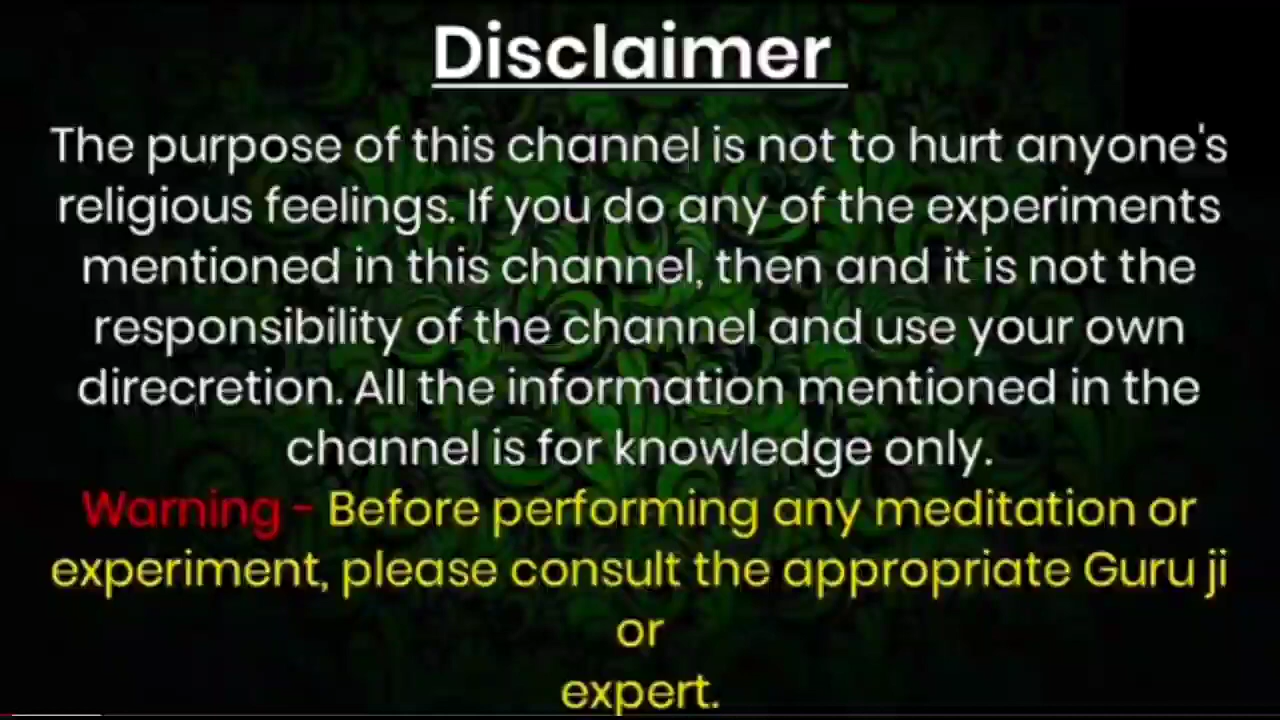 Disclaimer
The purpose of this channel is not to hurt anyone's
religious feelings. If you do any of the experiments
mentioned in this channel, then and it is not the
responsibility of the channel and use your own
direcretion. All the information mentioned in the
channel is for knowledge only.
Warning - Before performing any meditation or
experiment, please consult the appropriate Guru ji
or
expert.